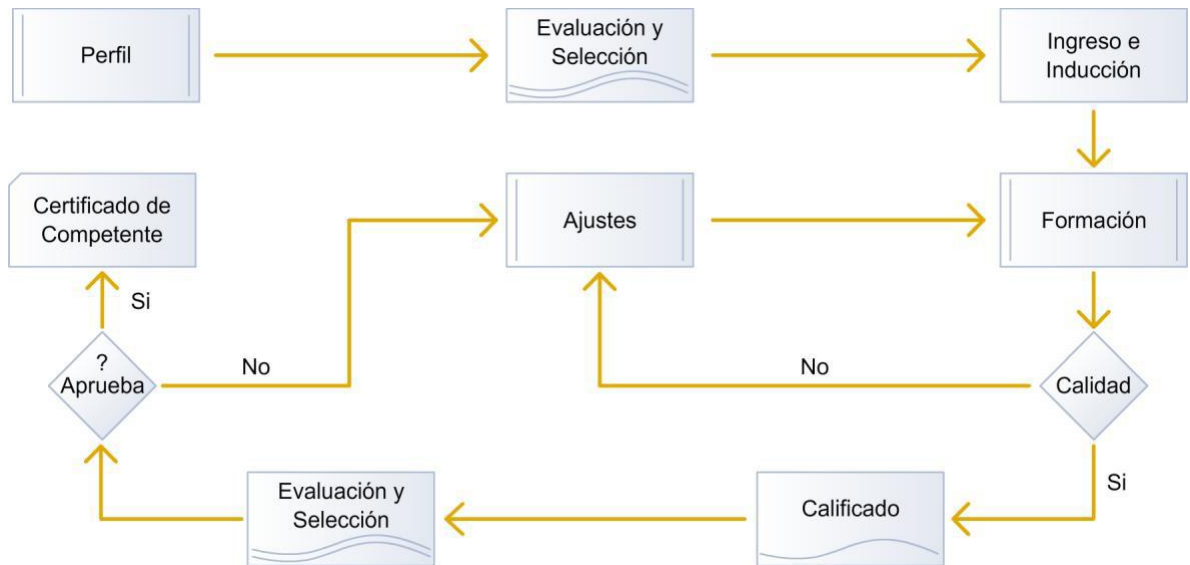 Perfil
Evaluación y
Selección
Ingreso e
Inducción
Certificado de
Competente
Ajustes
Formación
Si
?
Aprueba
No
No
Calidad
Si
Evaluación y
Selección
Calificado